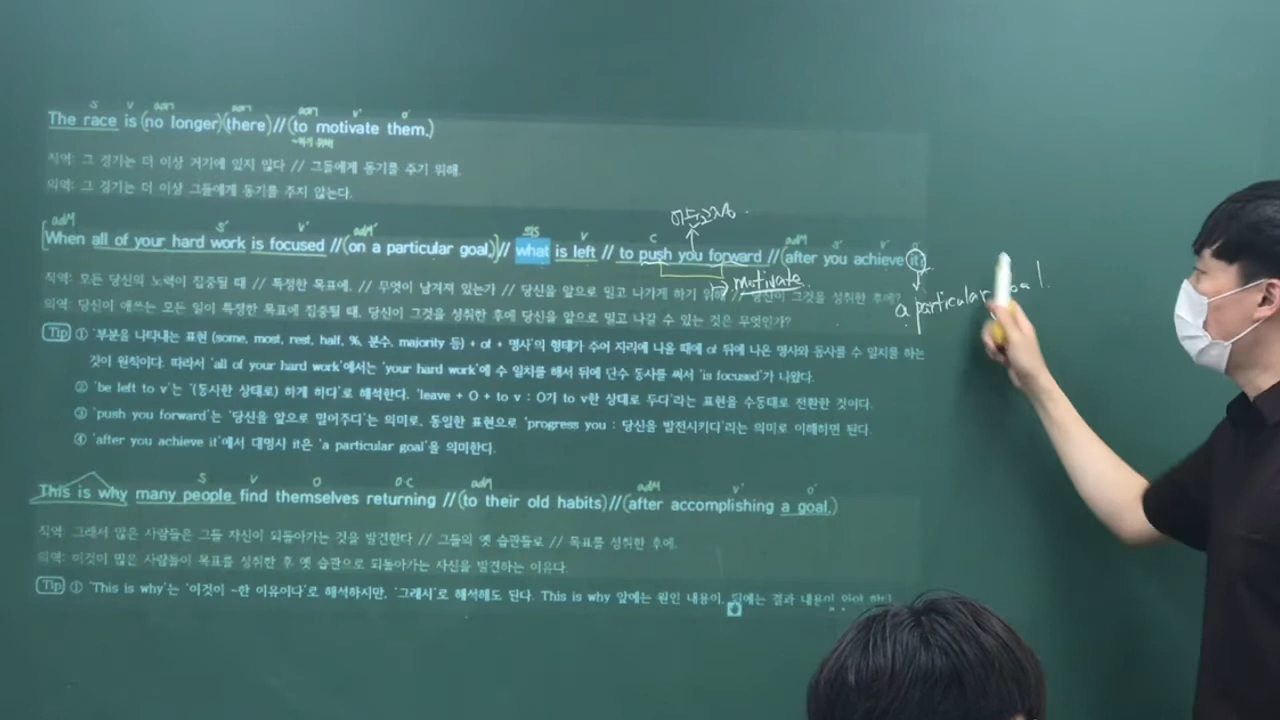 S V adM adM adM V' O'
The race is (no longer)(there) // (to motivate them.)
~하기 위해
직역: 그 경기는 더 이상 거기에 있지 않다 // 그들에게 동기를 주기 위해.
의역: 그 경기는 더 이상 그들에게 동기를 주지 않는다.
adM S' V' adM' 의S V C adM S' V' O'
[When all of your hard work is focused // (on a particular goal,)] // what is left // to push you forward // (after you achieve it?
→ motivate
a particular goal.
직역: 모든 당신의 노력이 집중될 때 // 특정한 목표에, // 무엇이 남겨져 있는가 // 당신을 앞으로 밀고 나가게 하기 위해 // 당신이 그것을 성취한 후에?
의역: 당신이 애쓰는 모든 일이 특정한 목표에 집중될 때, 당신이 그것을 성취한 후에 당신을 앞으로 밀고 나갈 수 있는 것은 무엇인가?
Tip ① '부분을 나타내는 표현 (some, most, rest, half, %, 분수, majority 등) + of + 명사'의 형태가 주어 자리에 나올 때에 of 뒤에 나온 명사와 동사를 수 일치를 하는
것이 원칙이다. 따라서 'all of your hard work'에서는 'your hard work'에 수 일치를 해서 뒤에 단수 동사를 써서 'is focused'가 나왔다.
② 'be left to v'는 '(동시한 상태로) 하게 하다'로 해석한다. 'leave + O + to v : O기 to v한 상태로 두다'라는 표현을 수동태로 전환한 것이다.
③ 'push you forward'는 '당신을 앞으로 밀어주다'는 의미로, 동일한 표현으로 'progress you : 당신을 발전시키다'라는 의미로 이해하면 된다.
④ 'after you achieve it'에서 대명사 it은 'a particular goal'을 의미한다.
S V O O·C adM adM V' O'
This is why many people find themselves returning // (to their old habits) // (after accomplishing a goal.)
직역: 그래서 많은 사람들은 그들 자신이 되돌아가는 것을 발견한다 // 그들의 옛 습관들로 // 목표를 성취한 후에.
의역: 이것이 많은 사람들이 목표를 성취한 후 옛 습관으로 되돌아가는 자신을 발견하는 이유다.
Tip ① 'This is why'는 '이것이 ~한 이유이다'로 해석하지만, '그래서'로 해석해도 된다. This is why 앞에는 원인 내용이, 뒤에는 결과 내용이